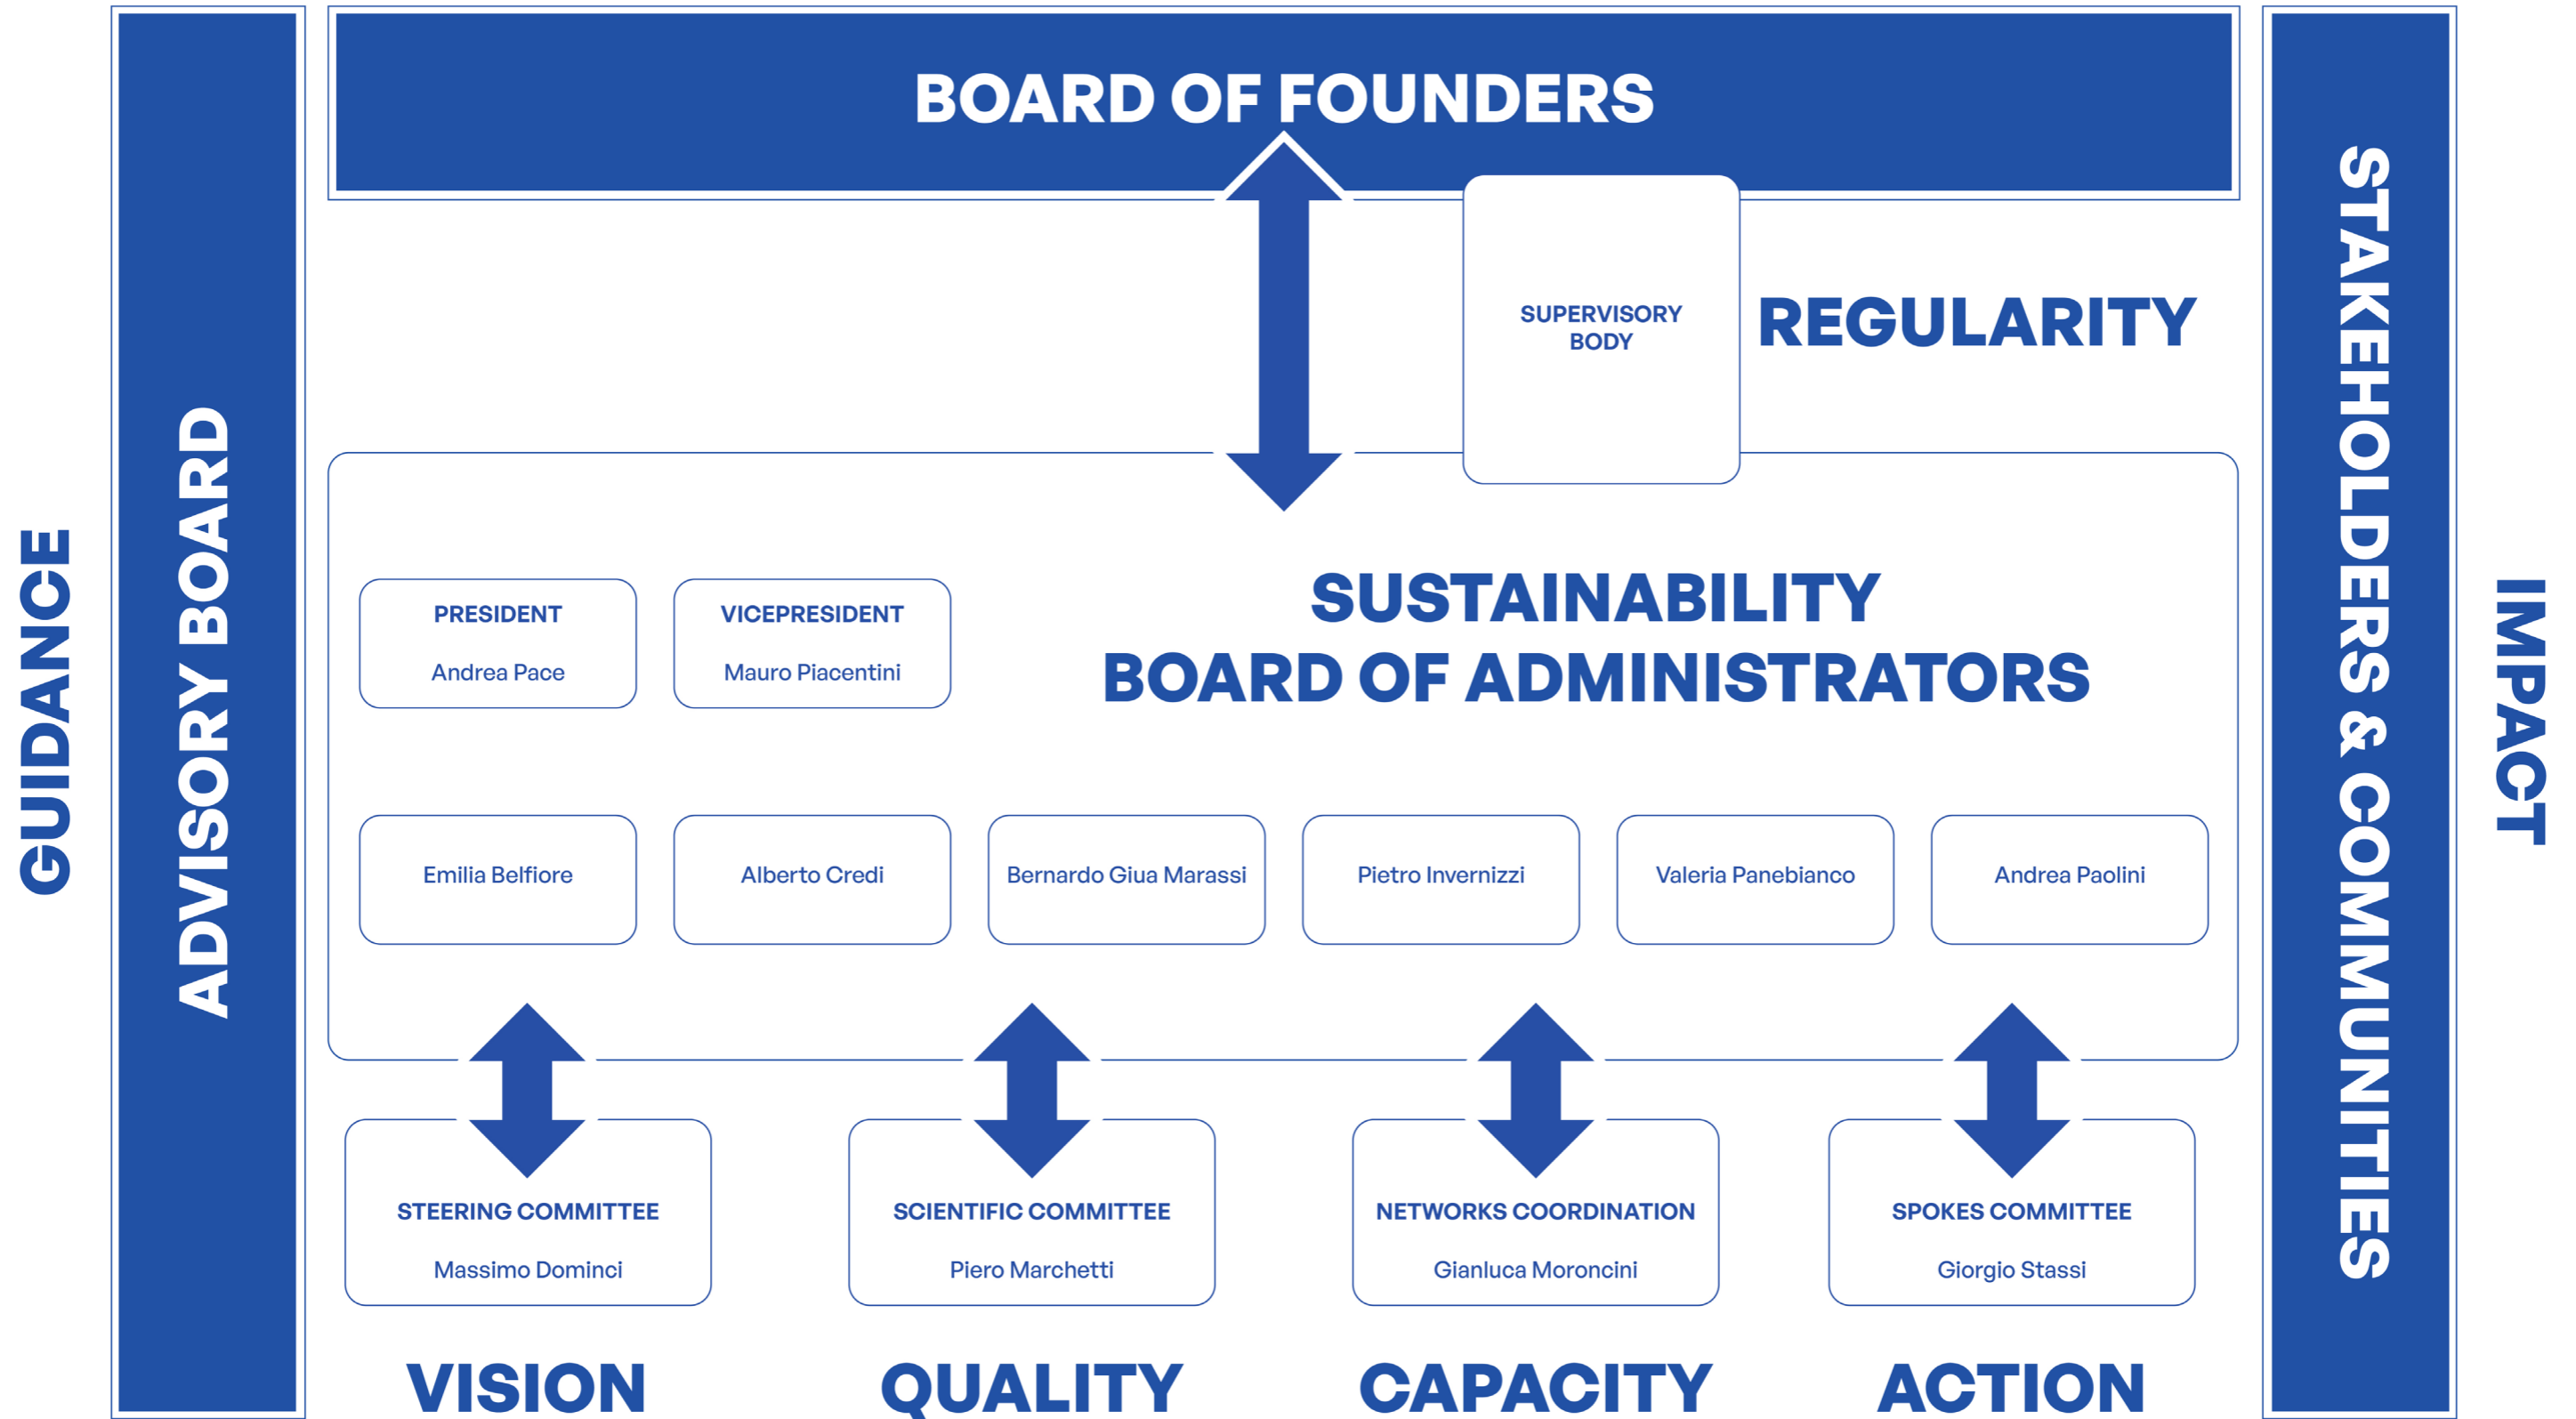 GUIDANCE
ADVISORY BOARD
BOARD OF FOUNDERS
SUPERVISORY
BODY
REGULARITY
SUSTAINABILITY
BOARD OF ADMINISTRATORS
PRESIDENT
Andrea Pace
VICEPRESIDENT
Mauro Piacentini
Emilia Belfiore
Alberto Credi
Bernardo Giua Marassi
Pietro Invernizzi
Valeria Panebianco
Andrea Paolini
STEERING COMMITTEE
Massimo Dominci
SCIENTIFIC COMMITTEE
Piero Marchetti
NETWORKS COORDINATION
Gianluca Moroncini
SPOKES COMMITTEE
Giorgio Stassi
VISION
QUALITY
CAPACITY
ACTION
STAKEHOLDERS & COMMUNITIES
IMPACT